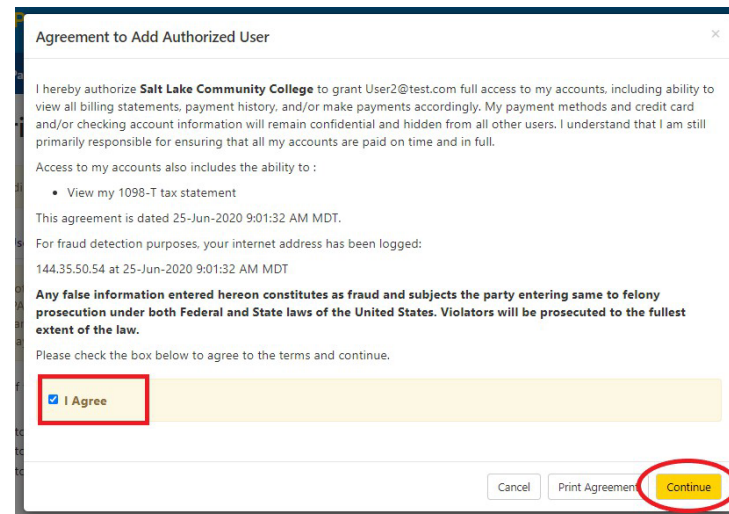 Agreement to Add Authorized User
×
I hereby authorize Salt Lake Community College to grant User2@test.com full access to my accounts, including ability to
view all billing statements, payment history, and/or make payments accordingly. My payment methods and credit card
and/or checking account information will remain confidential and hidden from all other users. I understand that I am still
primarily responsible for ensuring that all my accounts are paid on time and in full.
Access to my accounts also includes the ability to :
• View my 1098-T tax statement
This agreement is dated 25-Jun-2020 9:01:32 AM MDT.
For fraud detection purposes, your internet address has been logged:
144.35.50.54 at 25-Jun-2020 9:01:32 AM MDT
Any false information entered hereon constitutes as fraud and subjects the party entering same to felony
prosecution under both Federal and State laws of the United States. Violators will be prosecuted to the fullest
extent of the law.
Please check the box below to agree to the terms and continue.
I Agree
Cancel Print Agreement Continue